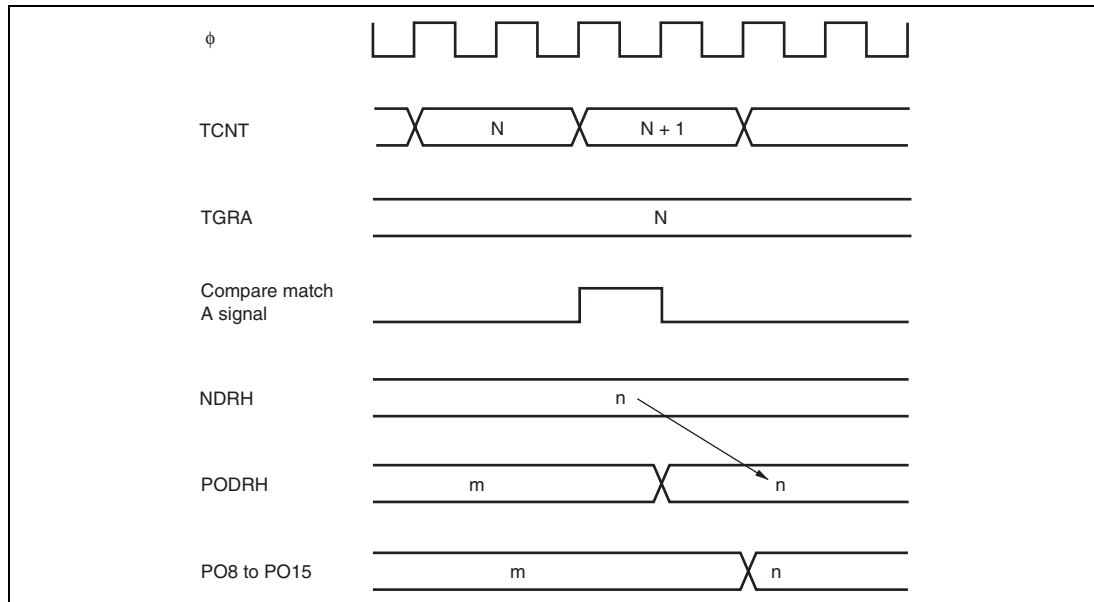 ϕ
TCNT
N
N + 1
TGRA
N
Compare match
A signal
NDRH
n
PODRH
m
n
PO8 to PO15
m
n